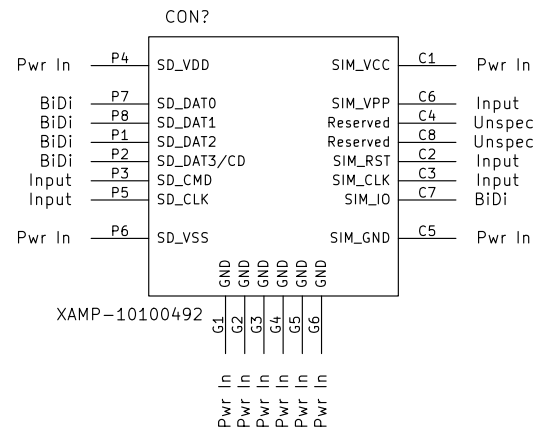 CON?
Pwr In P4 SD_VDD SIM_VCC C1 Pwr In
BiDi P7 SD_DAT0 SIM_VPP C6 Input
BiDi P8 SD_DAT1 Reserved C4 Unspec
BiDi P1 SD_DAT2 Reserved C8 Unspec
BiDi P2 SD_DAT3/CD SIM_RST C2 Input
Input P3 SD_CMD SIM_CLK C3 Input
Input P5 SD_CLK SIM_IO C7 BiDi
Pwr In P6 SD_VSS SIM_GND C5 Pwr In
GND GND GND GND GND GND
XAMP-10100492
G1 G2 G3 G4 G5 G6
Pwr In Pwr In Pwr In Pwr In Pwr In Pwr In